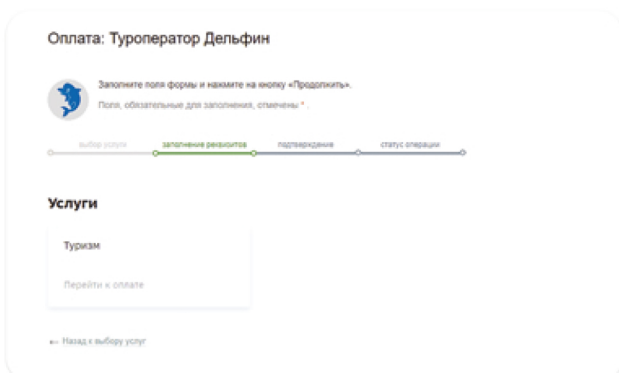 Оплата: Туроператор Дельфин
Заполните поля формы и нажмите на кнопку «Продолжить».
Поля, обязательные для заполнения, отмечены * .
выбор услуги заполнение реквизитов подтверждение статус операции
Услуги
Туризм
Перейти к оплате
← Назад к выбору услуг